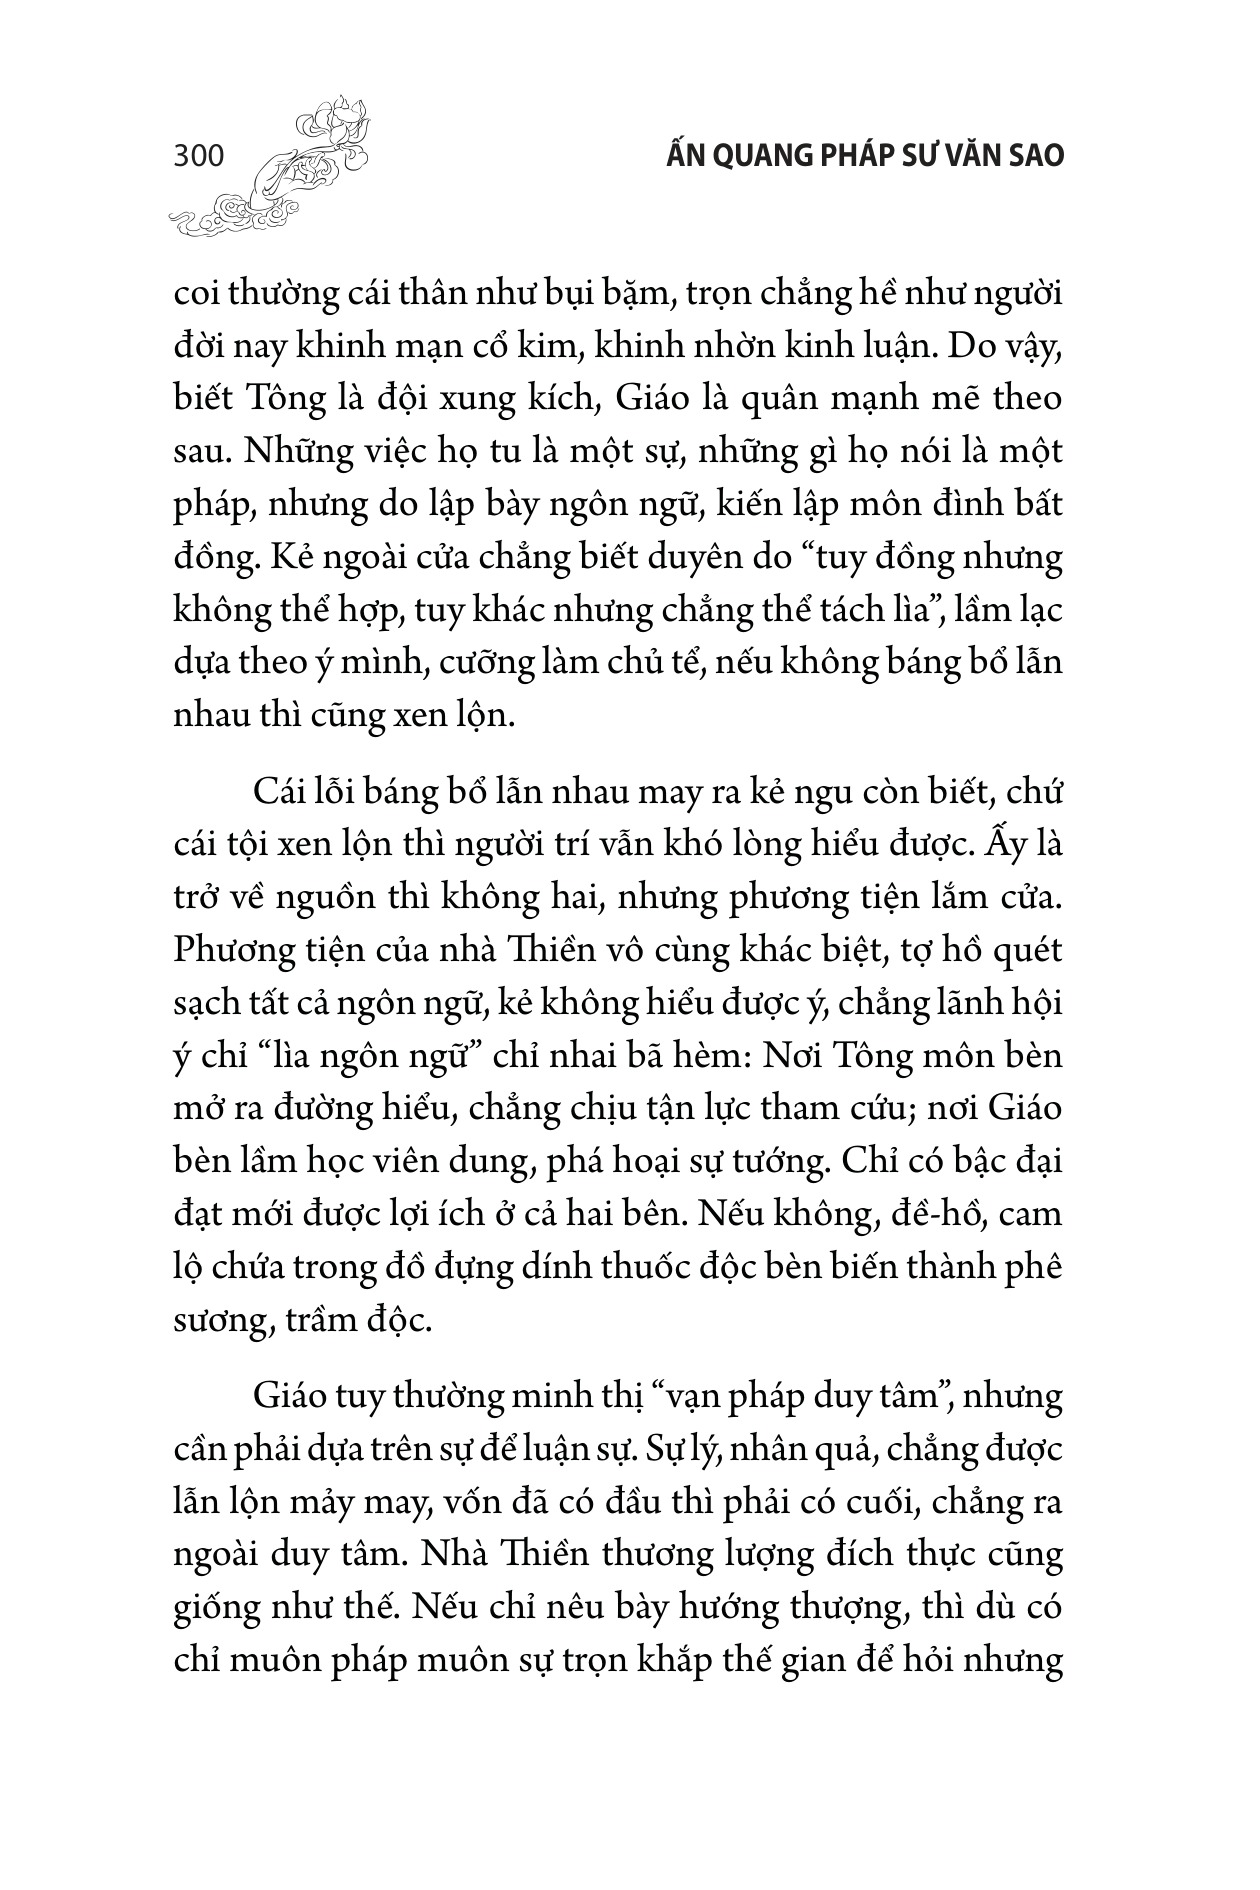 300
ẤN QUANG PHÁP SƯ VĂN SAO
coi thường cái thân như bụi bặm, trọn chẳng hề như người
đời nay khinh mạn cổ kim, khinh nhờn kinh luận. Do vậy,
biết Tông là đội xung kích, Giáo là quân mạnh mẽ theo
sau. Những việc họ tu là một sự, những gì họ nói là một
pháp, nhưng do lập bày ngôn ngữ, kiến lập môn đình bất
đồng. Kẻ ngoài cửa chẳng biết duyên do “tuy đồng nhưng
không thể hợp, tuy khác nhưng chẳng thể tách lìa”, lầm lạc
dựa theo ý mình, cưỡng làm chủ tể, nếu không báng bổ lẫn
nhau thì cũng xen lộn.
Cái lỗi báng bổ lẫn nhau may ra kẻ ngu còn biết, chứ
cái tội xen lộn thì người trí vẫn khó lòng hiểu được. Ấy là
trở về nguồn thì không hai, nhưng phương tiện lắm cửa.
Phương tiện của nhà Thiền vô cùng khác biệt, tợ hồ quét
sạch tất cả ngôn ngữ, kẻ không hiểu được ý, chẳng lãnh hội
ý chỉ “lìa ngôn ngữ” chỉ nhai bã hèm: Nơi Tông môn bèn
mở ra đường hiểu, chẳng chịu tận lực tham cứu; nơi Giáo
bèn lầm học viên dung, phá hoại sự tướng. Chỉ có bậc đại
đạt mới được lợi ích ở cả hai bên. Nếu không, đề-hồ, cam
lộ chứa trong đồ đựng dính thuốc độc bèn biến thành phê
sương, trầm độc.
Giáo tuy thường minh thị “vạn pháp duy tâm”, nhưng
cần phải dựa trên sự để luận sự. Sự lý, nhân quả, chẳng được
lẫn lộn mảy may, vốn đã có đầu thì phải có cuối, chẳng ra
ngoài duy tâm. Nhà Thiền thương lượng đích thực cũng
giống như thế. Nếu chỉ nêu bày hướng thượng, thì dù có
chỉ muôn pháp muôn sự trọn khắp thế gian để hỏi nhưng